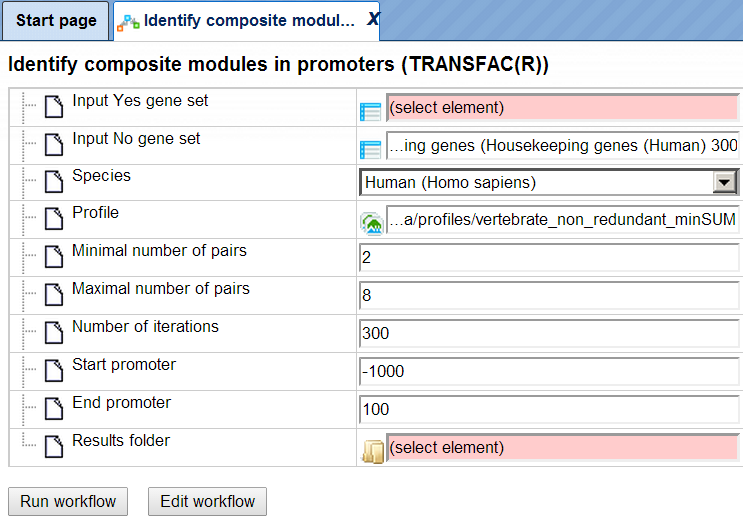 Start page
Identify composite modul... X
Identify composite modules in promoters (TRANSFAC(R))
Input Yes gene set (select element)
Input No gene set ...ing genes (Housekeeping genes (Human) 300
Species Human (Homo sapiens)
Profile ...a/profiles/vertebrate_non_redundant_minSUM
Minimal number of pairs 2
Maximal number of pairs 8
Number of iterations 300
Start promoter -1000
End promoter 100
Results folder (select element)
Run workflow Edit workflow